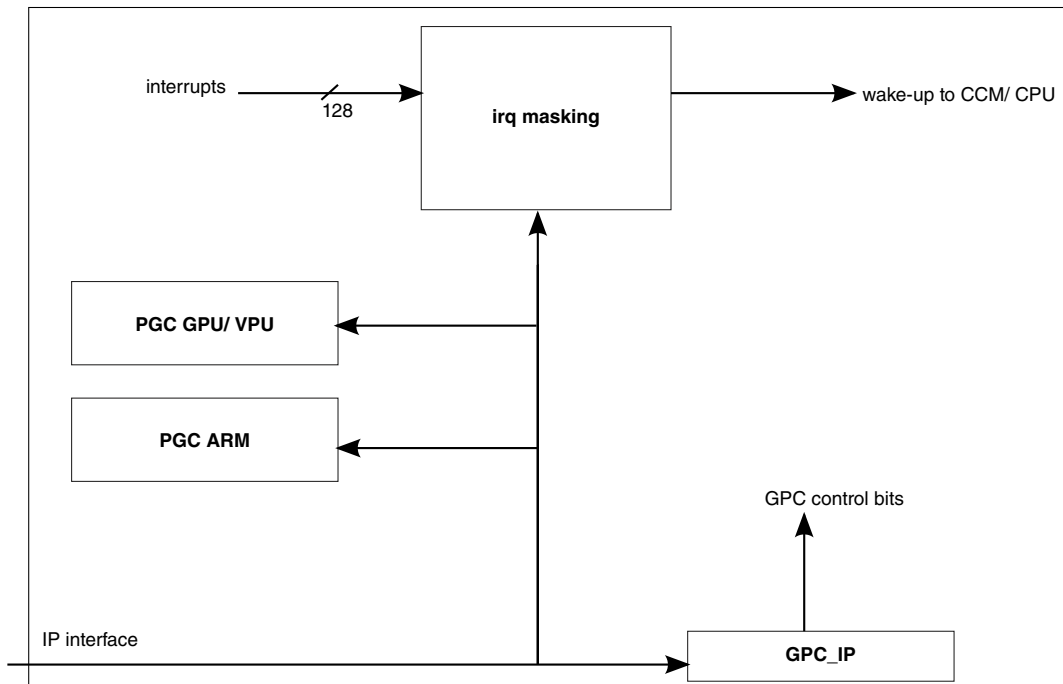 interrupts
128
irq masking
wake-up to CCM/ CPU
PGC GPU/ VPU
PGC ARM
GPC control bits
IP interface
GPC_IP